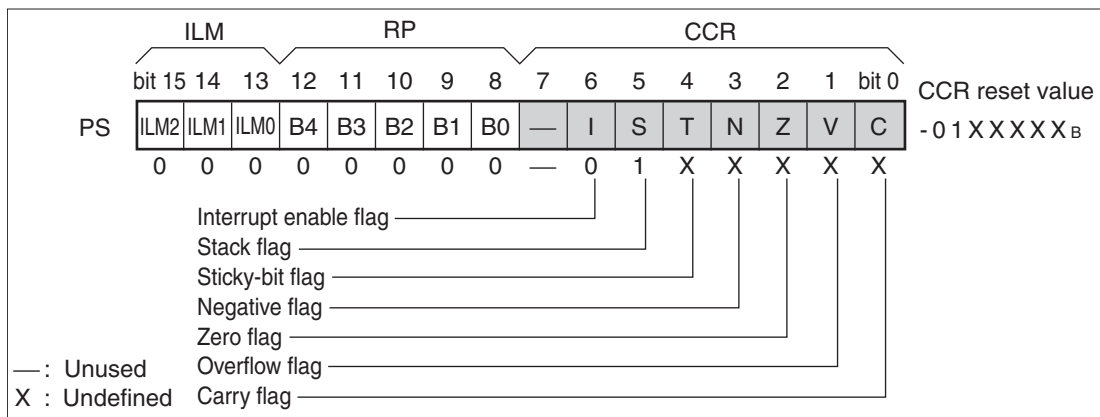 ILM RP CCR
bit 15 14 13 12 11 10 9 8 7 6 5 4 3 2 1 bit 0 CCR reset value
PS ILM2 ILM1 ILM0 B4 B3 B2 B1 B0 — I S T N Z V C - 0 1 X X X X X B
0 0 0 0 0 0 0 0 — 0 1 X X X X X
Interrupt enable flag
Stack flag
Sticky-bit flag
Negative flag
Zero flag
— : Unused Overflow flag
X : Undefined Carry flag